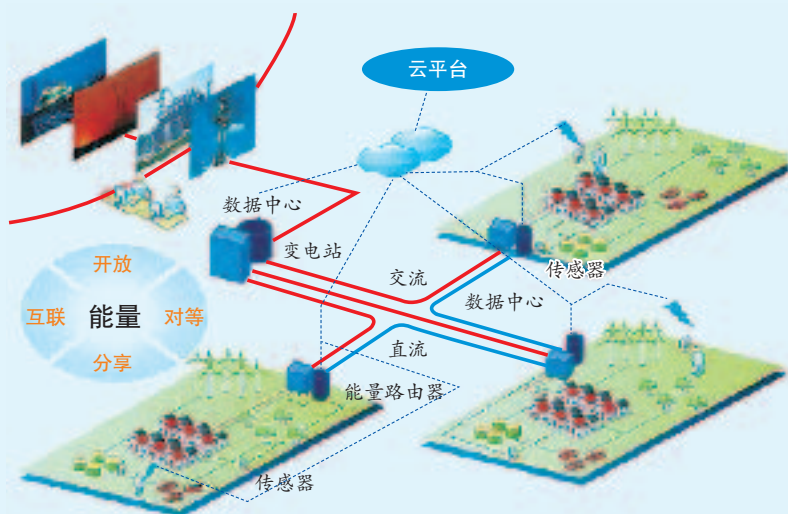 云平台
数据中心
变电站
传感器
交流
数据中心
开放
互联
能量
对等
分享
直流
能量路由器
传感器